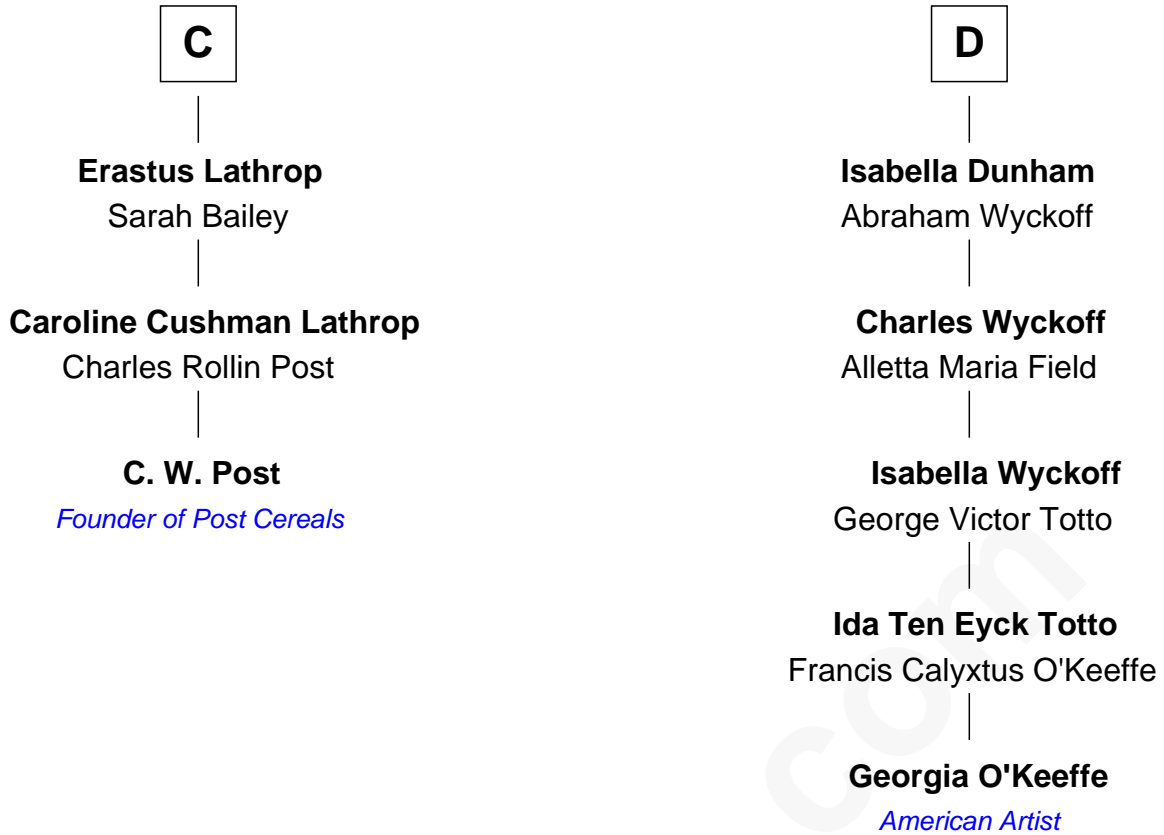 C
Erastus Lathrop
Sarah Bailey
Caroline Cushman Lathrop
Charles Rollin Post
C. W. Post
Founder of Post Cereals
D
Isabella Dunham
Abraham Wyckoff
Charles Wyckoff
Alletta Maria Field
Isabella Wyckoff
George Victor Totto
Ida Ten Eyck Totto
Francis Calyxtus O'Keeffe
Georgia O'Keeffe
American Artist
com